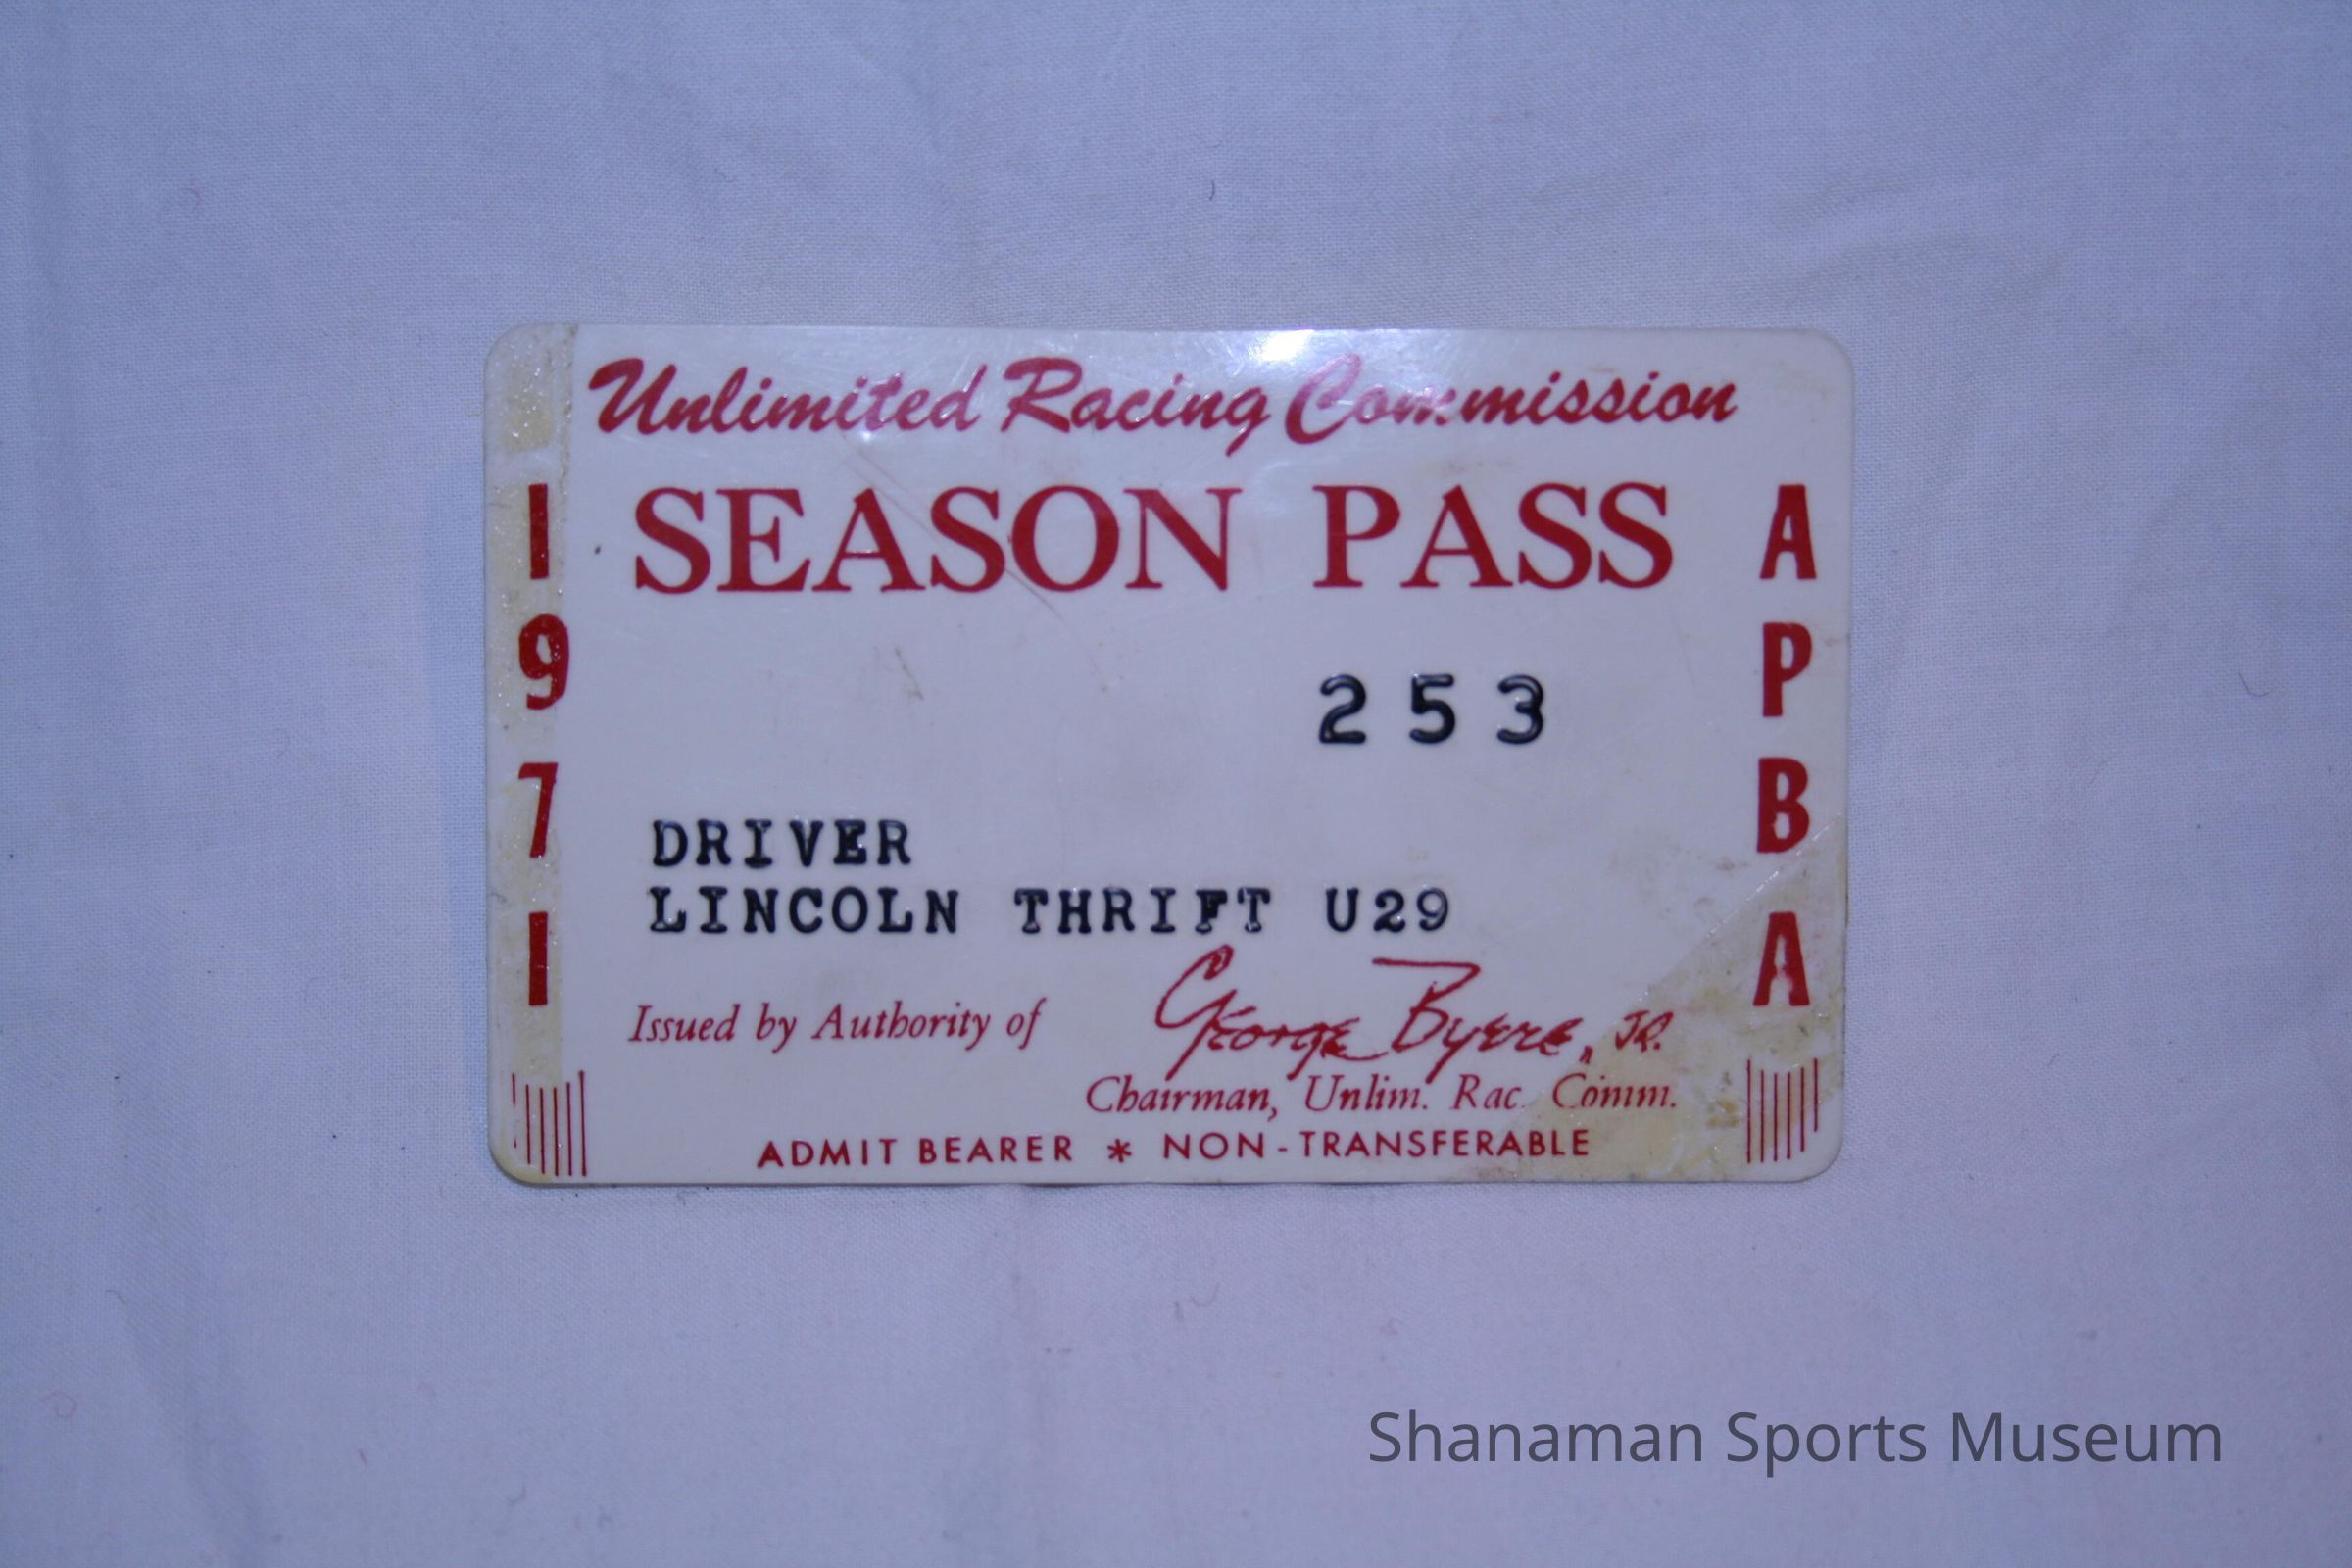 Unlimited Racing Commission
SEASON PASS
1971
APBA
253
DRIVER
LINCOLN THRIFT U29
Issued by Authority of George Byers, JR.
Chairman, Unlim. Rac. Comm.
ADMIT BEARER * NON-TRANSFERABLE
Shanaman Sports Museum